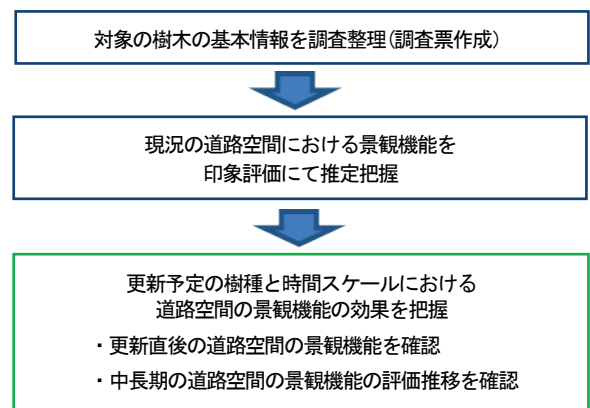 対象の樹木の基本情報を調査整理(調査票作成)
現況の道路空間における景観機能を
印象評価にて推定把握
更新予定の樹種と時間スケールにおける
道路空間の景観機能の効果を把握
・更新直後の道路空間の景観機能を確認
・中長期の道路空間の景観機能の評価推移を確認